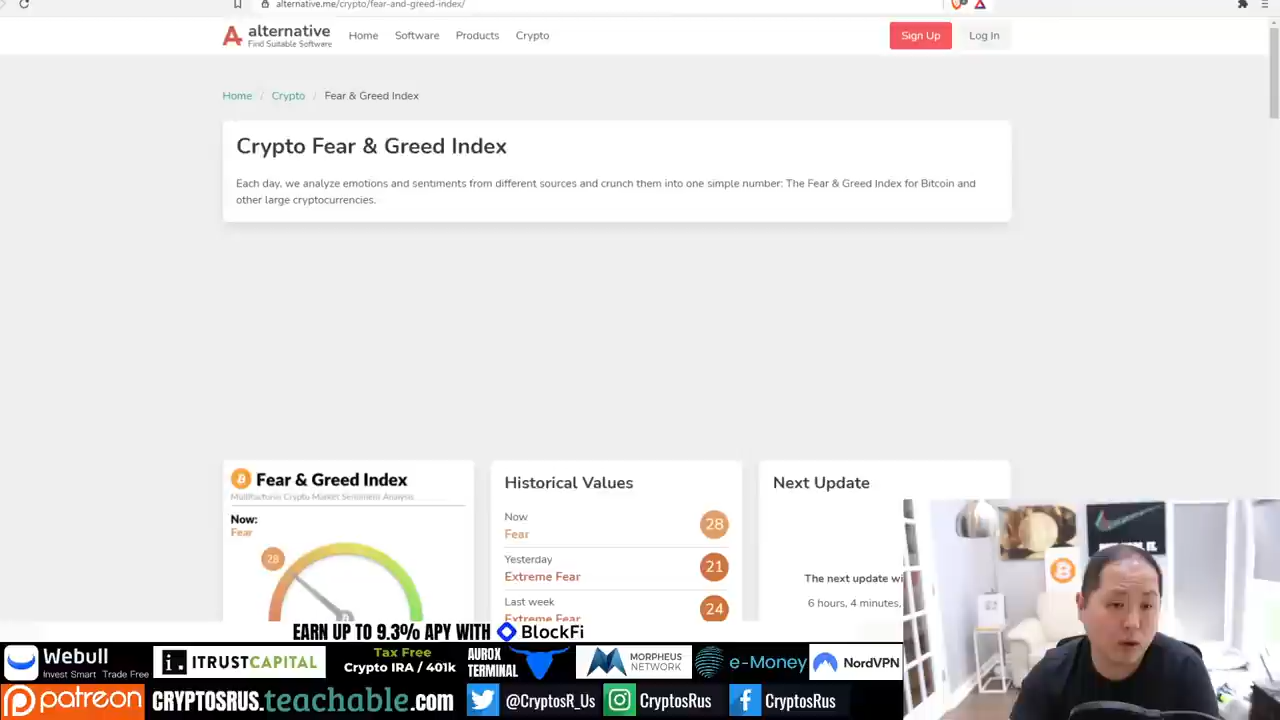 alternative.me/crypto/fear-and-greed-index/
alternative
Find Suitable Software
Home
Software
Products
Crypto
Sign Up
Log In
Home / Crypto / Fear & Greed Index
Crypto Fear & Greed Index
Each day, we analyze emotions and sentiments from different sources and crunch them into one simple number: The Fear & Greed Index for Bitcoin and
other large cryptocurrencies.
Fear & Greed Index
Multifactorial Crypto Market Sentiment Analysis
Now:
Fear
28
Historical Values
Now
Fear
28
Yesterday
Extreme Fear
21
Last week
Extreme Fear
24
Next Update
The next update wi
6 hours, 4 minutes,
EARN UP TO 9.3% APY WITH BlockFi
Webull
Invest Smart Trade Free
ITRUSTCAPITAL
Tax Free
Crypto IRA / 401k
AUROX
TERMINAL
MORPHEUS
NETWORK
e-Money
NordVPN
patreon
CRYPTOSRUS.teachable.com
@CryptosR_Us
CryptosRus
CryptosRus